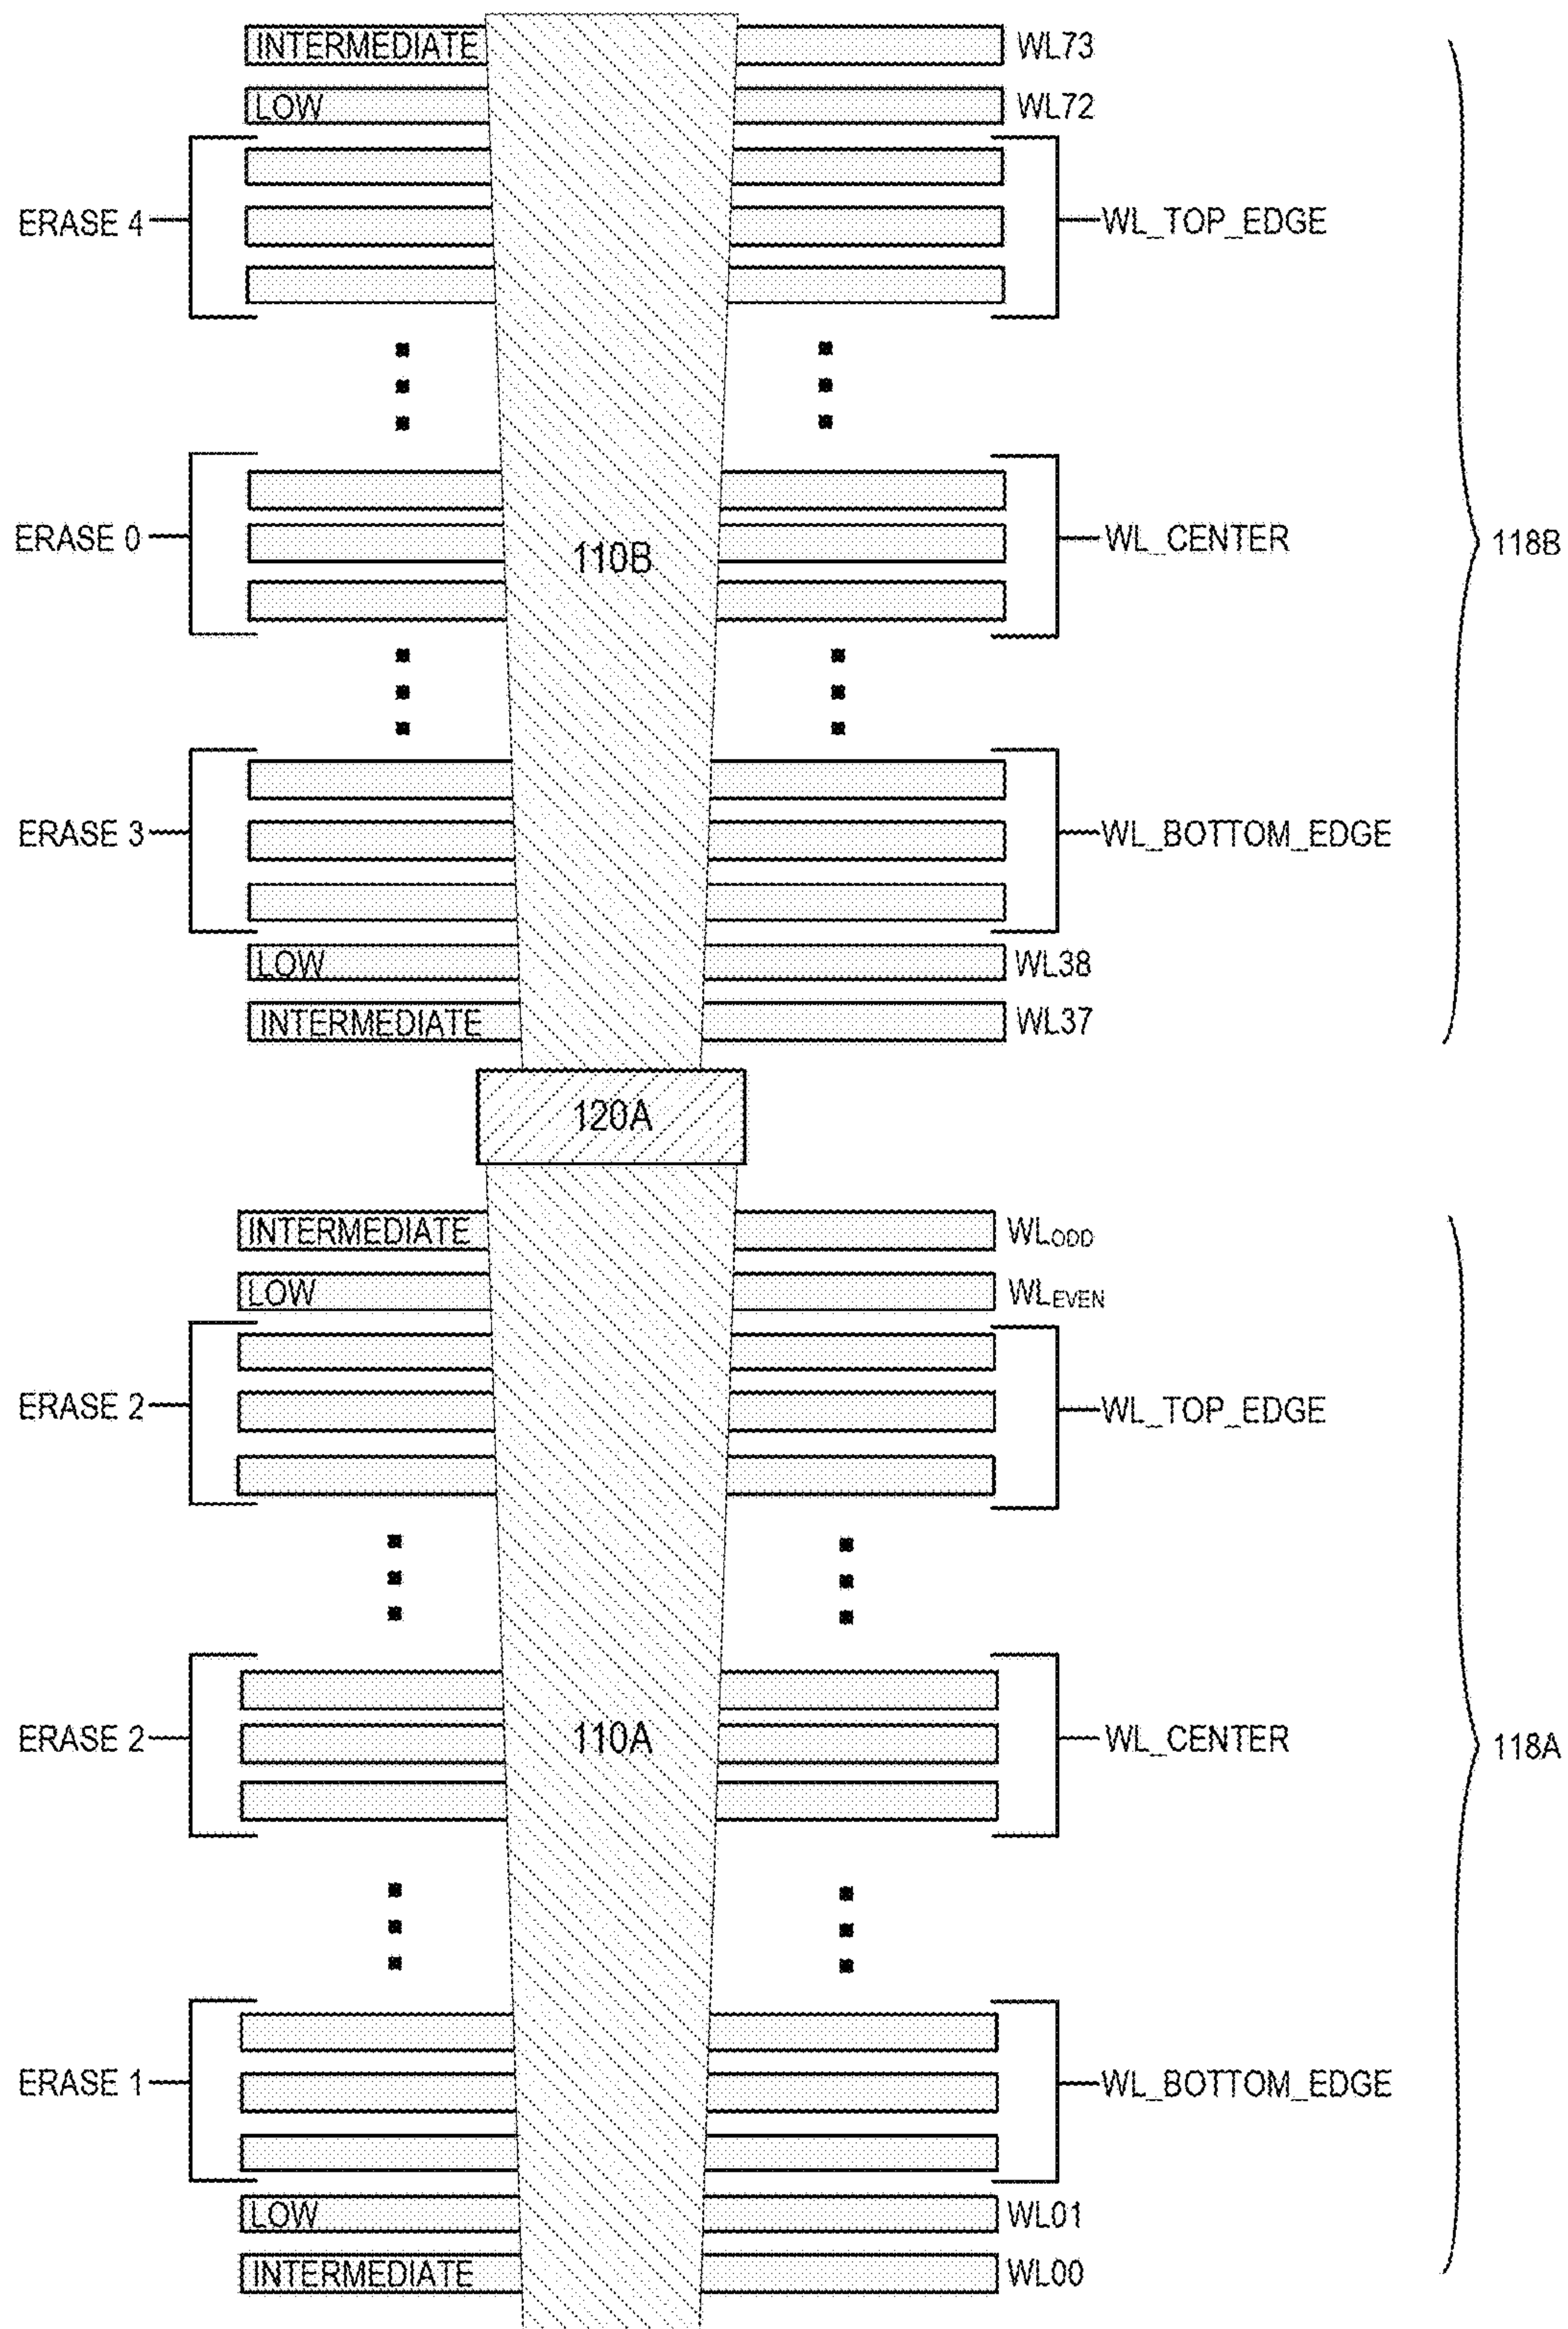 INTERMEDIATE WL73
LOW WL72
ERASE 4 WL_TOP_EDGE
ERASE 0 110B WL_CENTER 118B
ERASE 3 WL_BOTTOM_EDGE
LOW WL38
INTERMEDIATE WL37
120A
INTERMEDIATE WLODD
LOW WLEVEN
ERASE 2 WL_TOP_EDGE
ERASE 2 110A WL_CENTER 118A
ERASE 1 WL_BOTTOM_EDGE
LOW WL01
INTERMEDIATE WL00